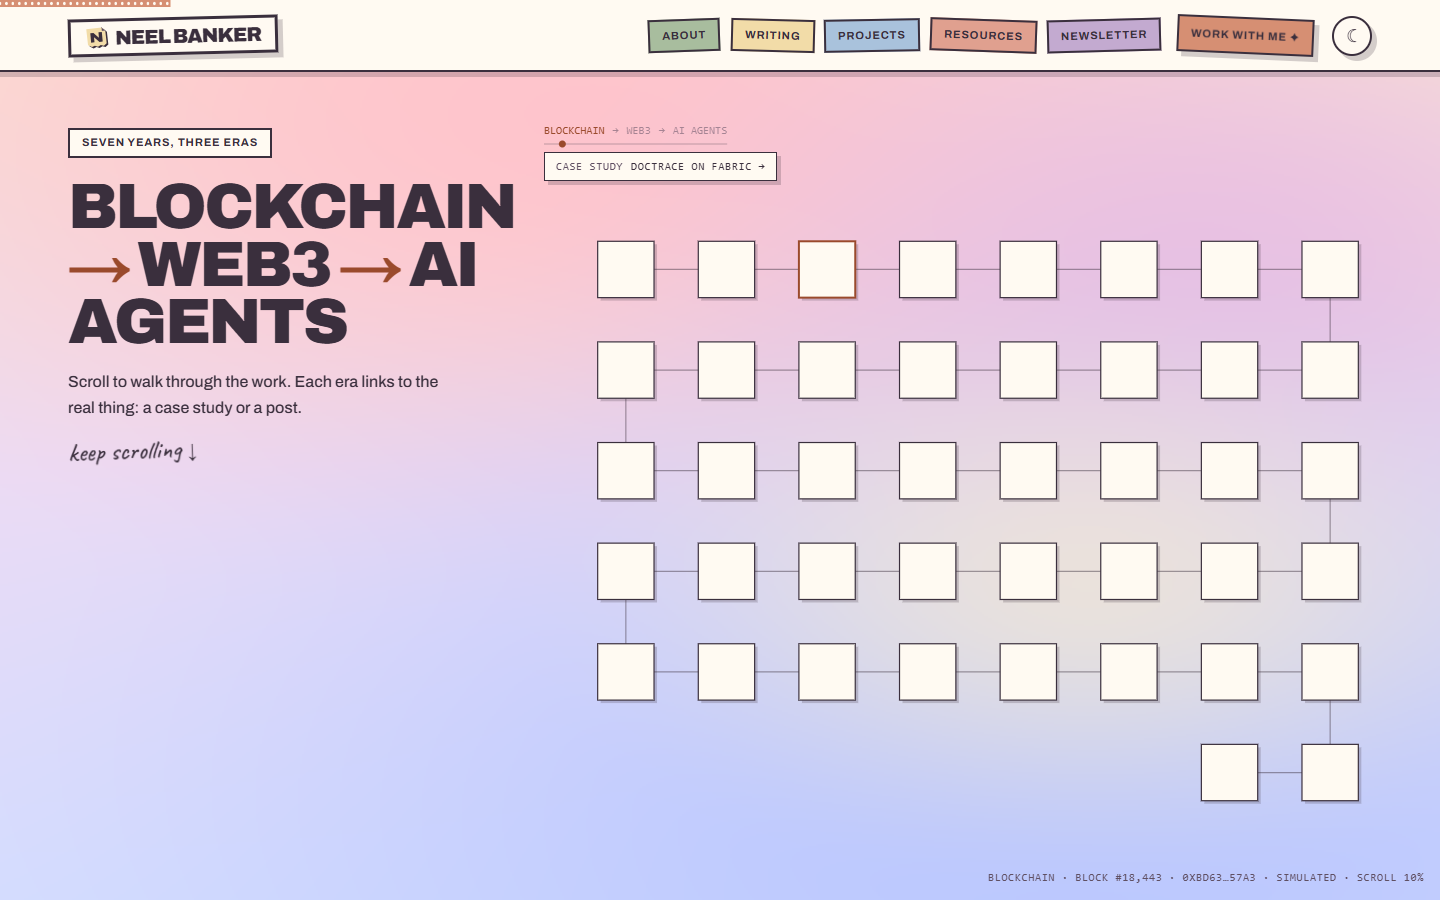 N NEEL BANKER
ABOUT
WRITING
PROJECTS
RESOURCES
NEWSLETTER
WORK WITH ME ✦
☾
SEVEN YEARS, THREE ERAS
BLOCKCHAIN
→ WEB3 → AI
AGENTS
Scroll to walk through the work. Each era links to the
real thing: a case study or a post.
keep scrolling ↓
BLOCKCHAIN → WEB3 → AI AGENTS
CASE STUDY DOCTRACE ON FABRIC →
BLOCKCHAIN · BLOCK #18,443 · 0XBD63…57A3 · SIMULATED · SCROLL 10%